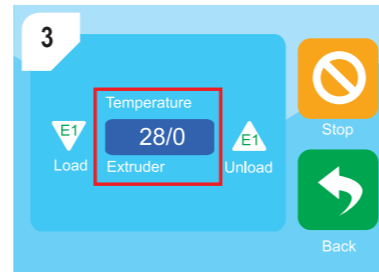 3
Temperature
E1
28/0
E1
Stop
Load
Extruder
Unload
Back